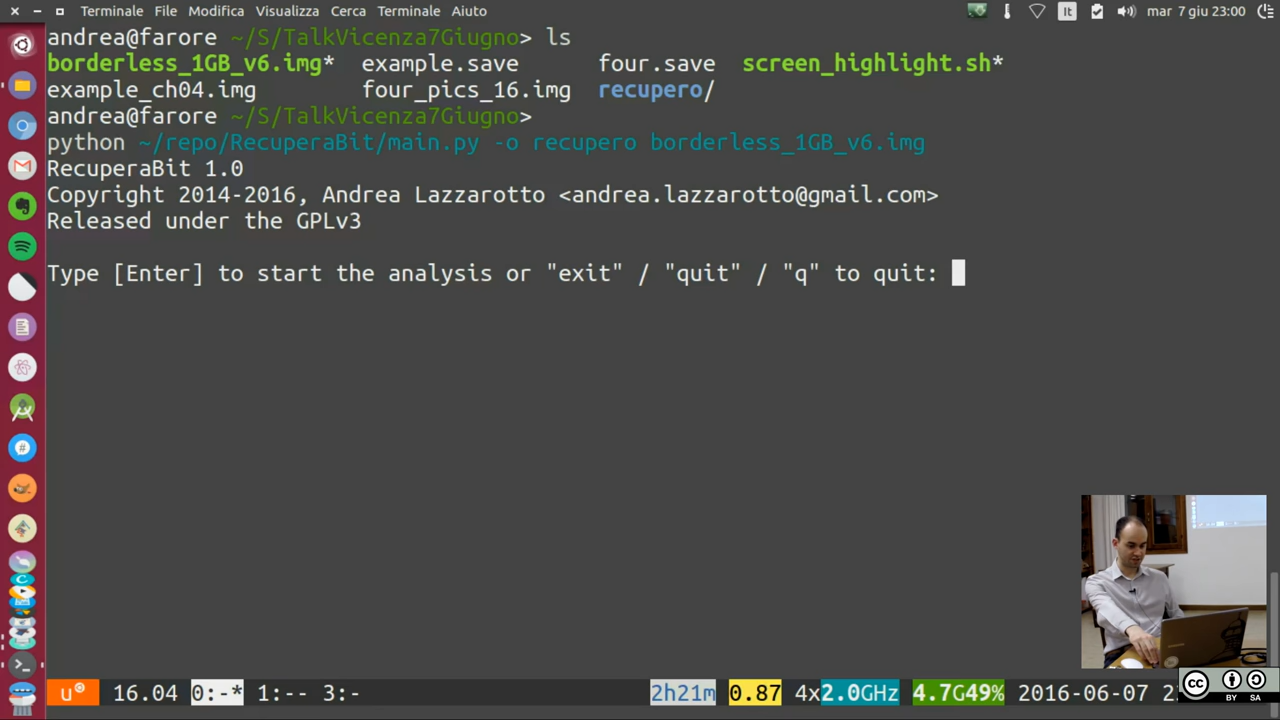 Terminale File Modifica Visualizza Cerca Terminale Aiuto It mar 7 giu 23:00
andrea@farore ~/S/TalkVicenza7Giugno> ls
borderless_1GB_v6.img* example.save four.save screen_highlight.sh*
example_ch04.img four_pics_16.img recupero/
andrea@farore ~/S/TalkVicenza7Giugno>
python ~/repo/RecuperaBit/main.py -o recupero borderless_1GB_v6.img
RecuperaBit 1.0
Copyright 2014-2016, Andrea Lazzarotto <andrea.lazzarotto@gmail.com>
Released under the GPLv3
Type [Enter] to start the analysis or "exit" / "quit" / "q" to quit:
u 16.04 0:-* 1:-- 3:- 2h21m 0.87 4x2.0GHz 4.7G49% 2016-06-07
cc BY SA